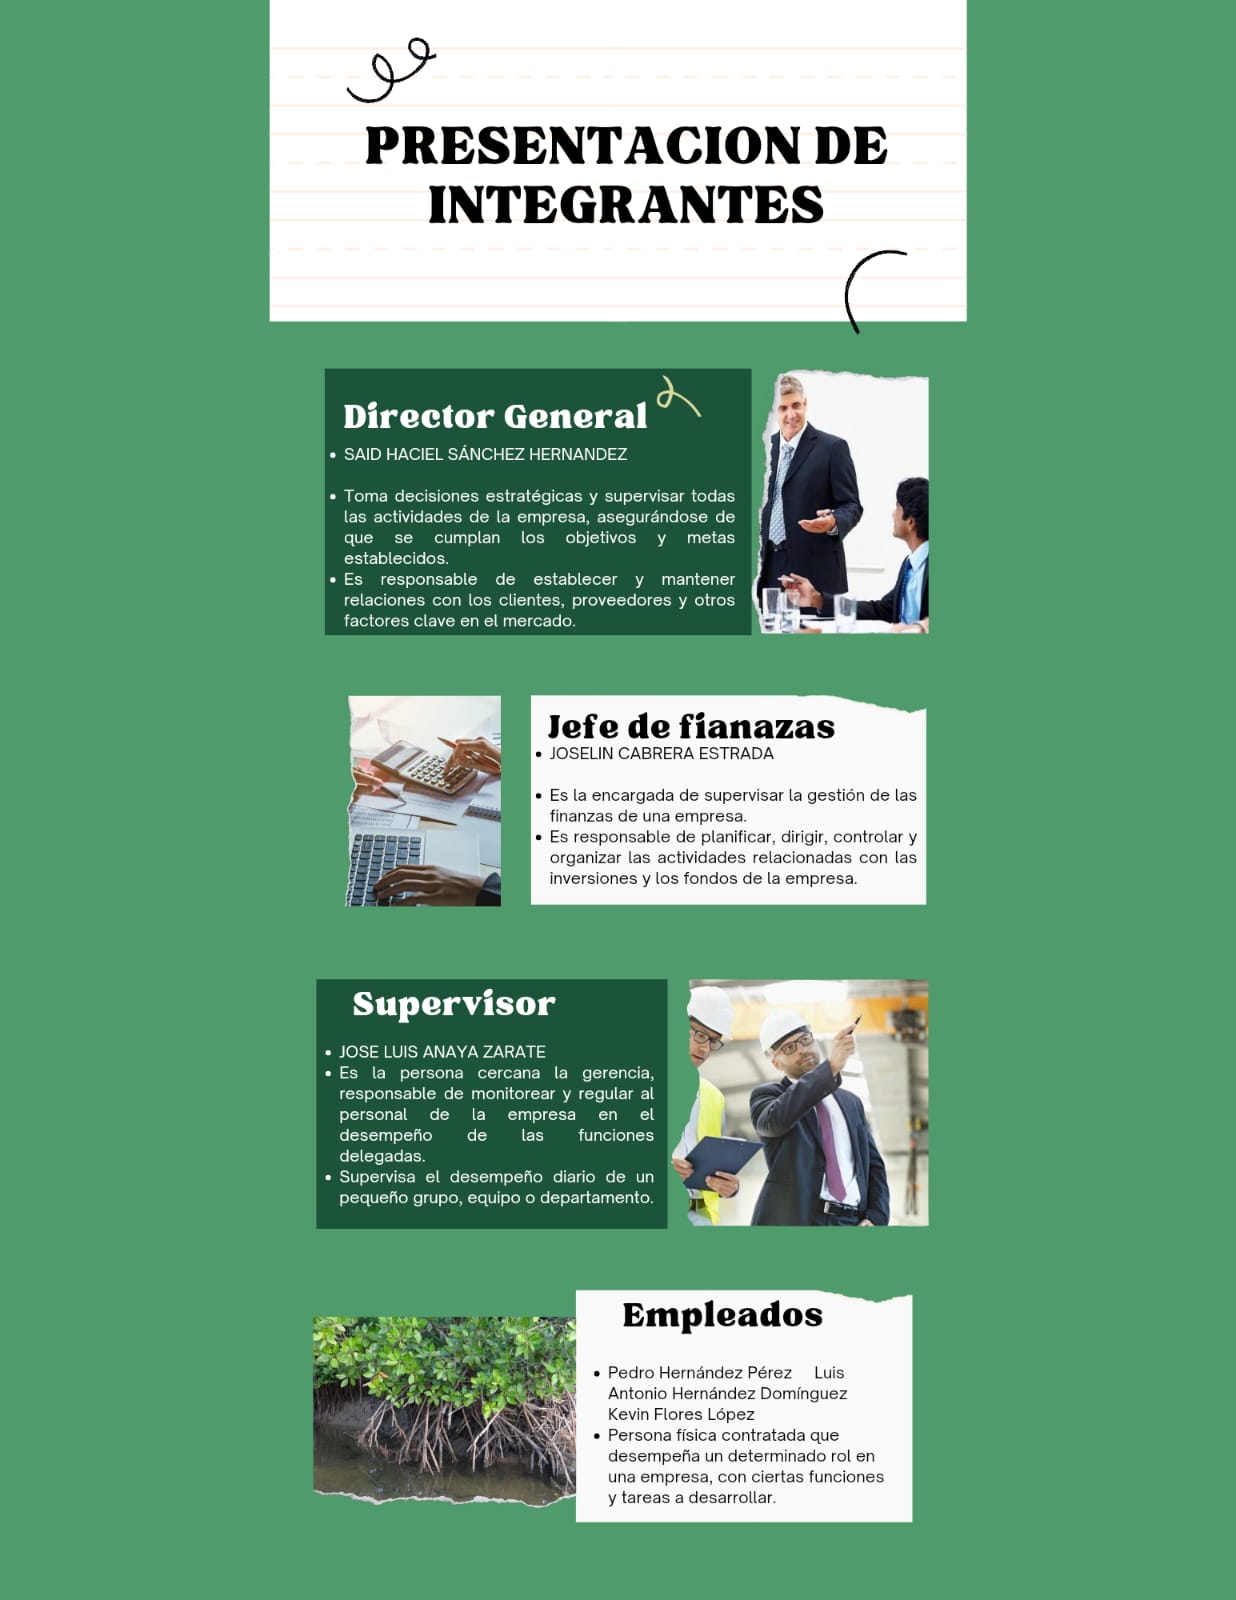 PRESENTACION DE
INTEGRANTES
Director General
• SAID HACIEL SÁNCHEZ HERNANDEZ
• Toma decisiones estratégicas y supervisar todas
las actividades de la empresa, asegurándose de
que se cumplan los objetivos y metas
establecidos.
• Es responsable de establecer y mantener
relaciones con los clientes, proveedores y otros
factores clave en el mercado.
Jefe de fianazas
• JOSELIN CABRERA ESTRADA
• Es la encargada de supervisar la gestión de las
finanzas de una empresa.
• Es responsable de planificar, dirigir, controlar y
organizar las actividades relacionadas con las
inversiones y los fondos de la empresa.
Supervisor
• JOSE LUIS ANAYA ZARATE
• Es la persona cercana la gerencia,
responsable de monitorear y regular al
personal de la empresa en el
desempeño de las funciones
delegadas.
• Supervisa el desempeño diario de un
pequeño grupo, equipo o departamento.
Empleados
• Pedro Hernández Pérez Luis
Antonio Hernández Domínguez
Kevin Flores López
• Persona física contratada que
desempeña un determinado rol en
una empresa, con ciertas funciones
y tareas a desarrollar.